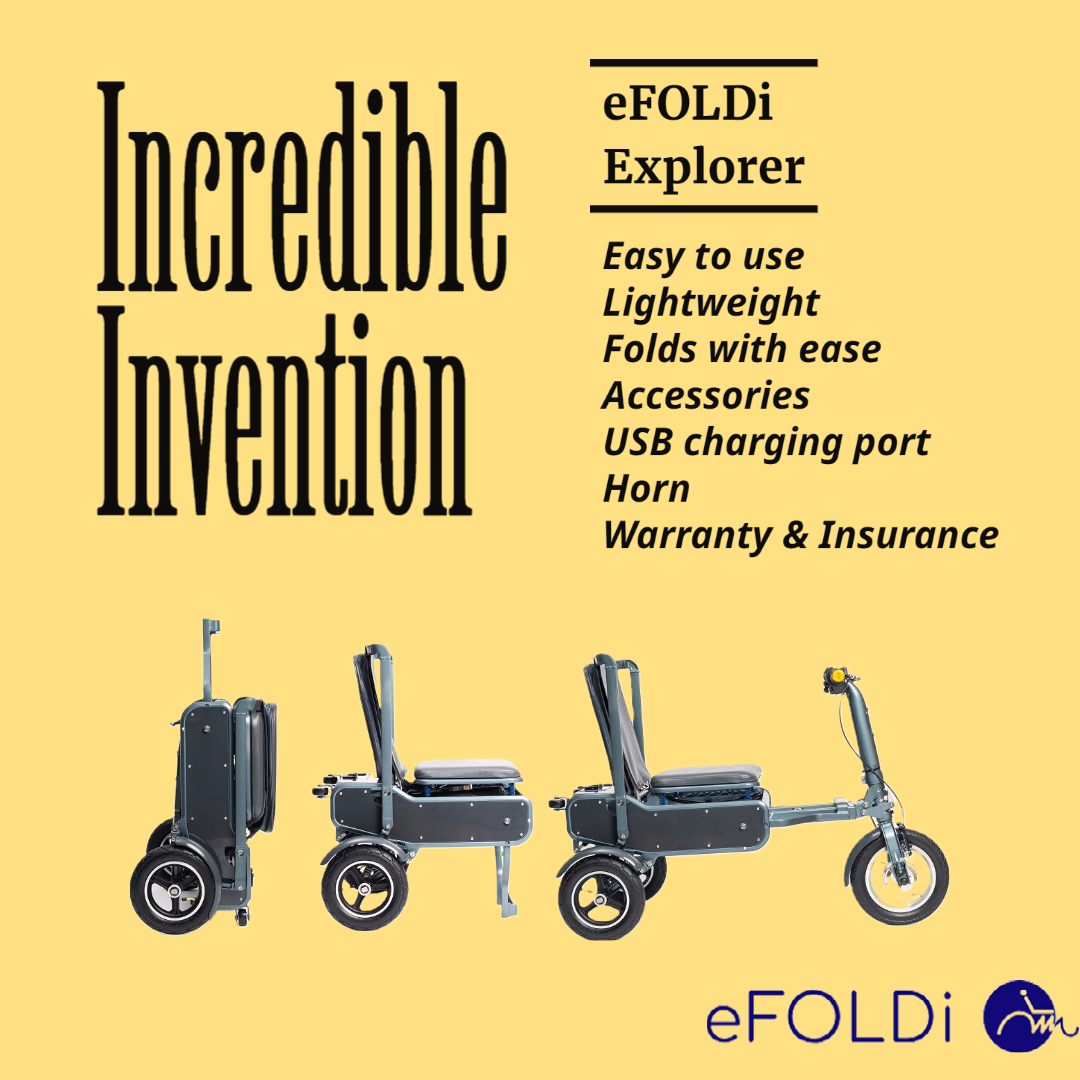 Incredible
Invention
eFOLDi
Explorer
Easy to use
Lightweight
Folds with ease
Accessories
USB charging port
Horn
Warranty & Insurance
eFOLDi